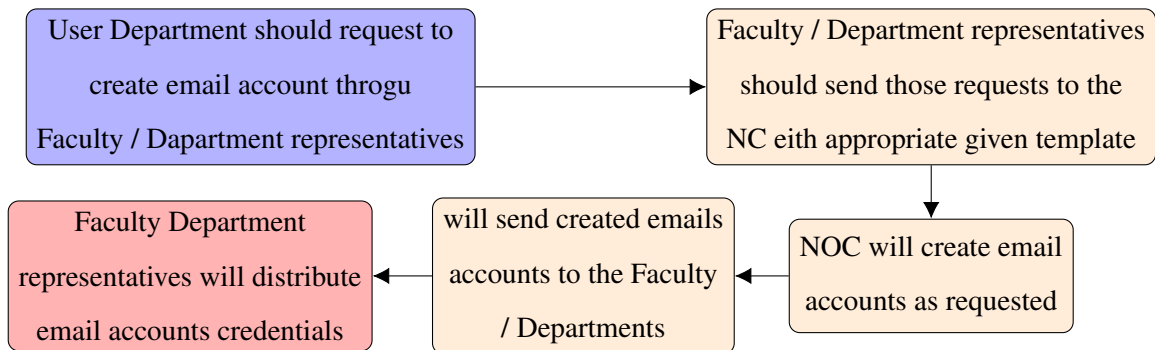 User Department should request to
create email account throgu
Faculty / Dapartment representatives
Faculty / Department representatives
should send those requests to the
NC eith appropriate given template
NOC will create email
accounts as requested
will send created emails
accounts to the Faculty
/ Departments
Faculty Department
representatives will distribute
email accounts credentials